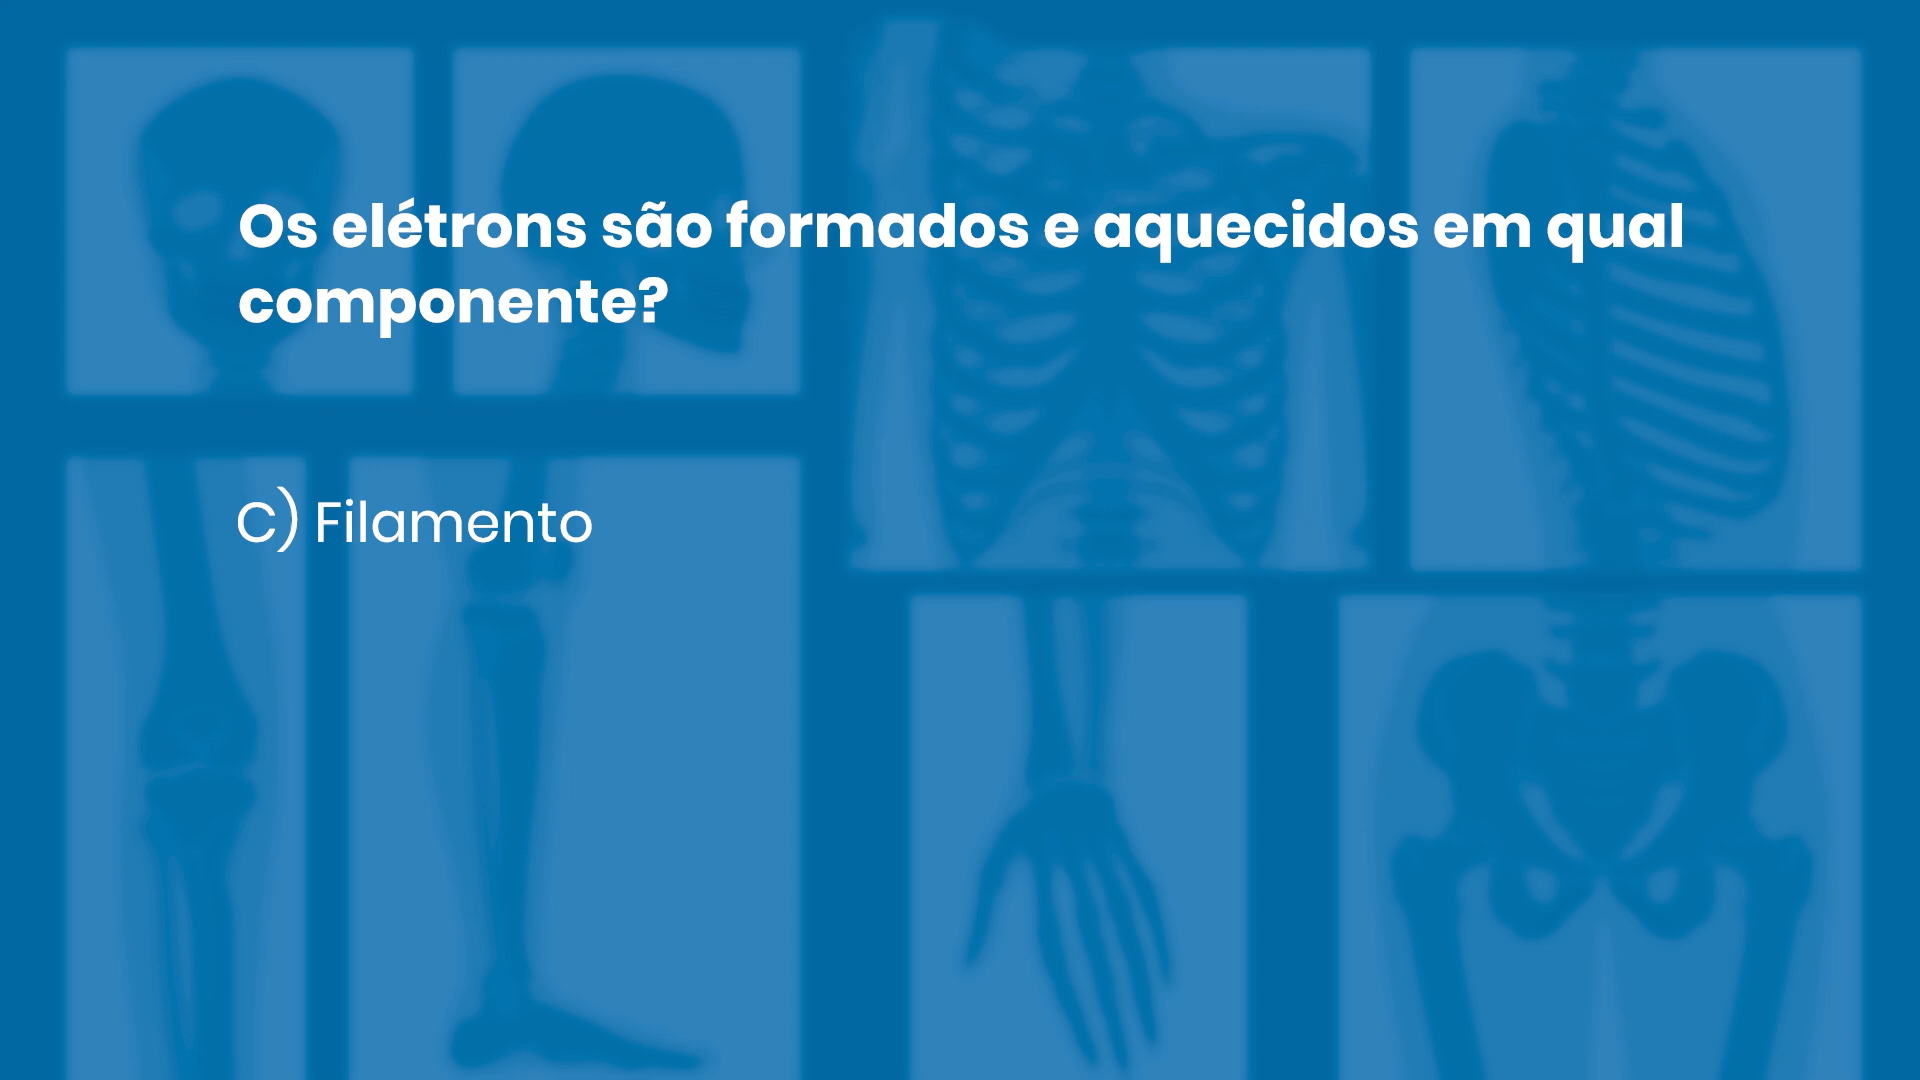 Os elétrons são formados e aquecidos em qual
componente?
C) Filamento